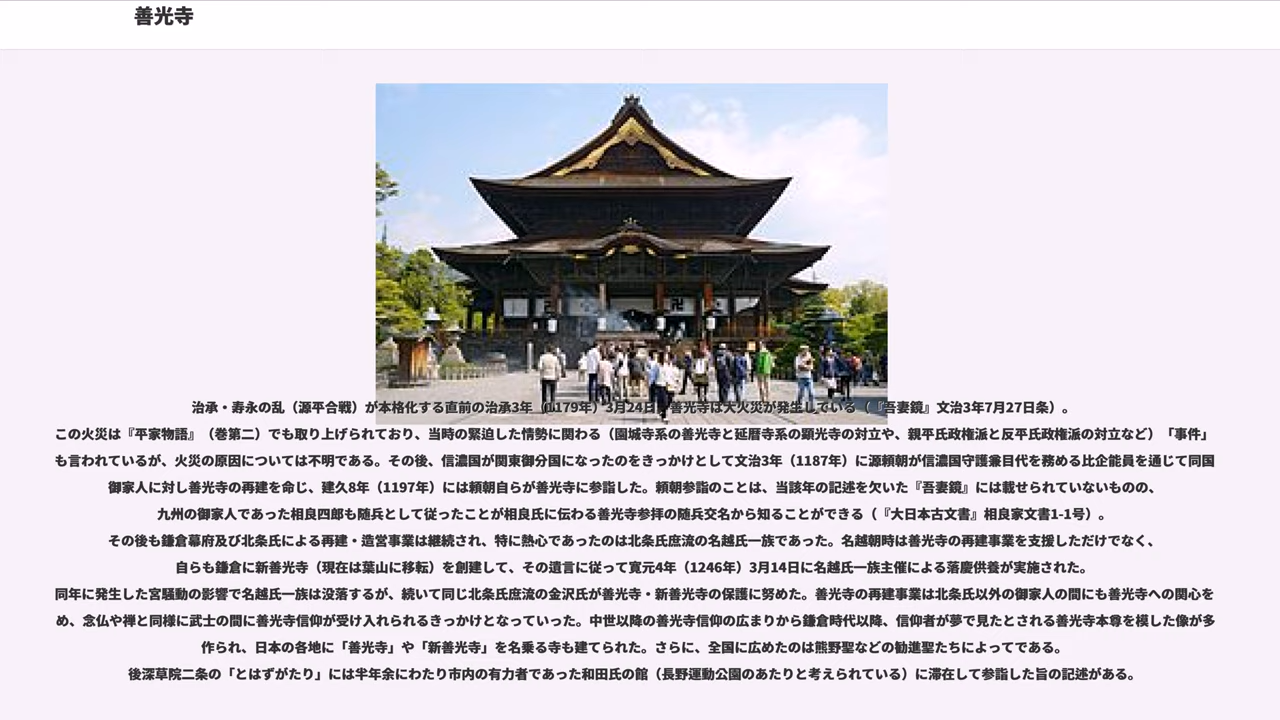 善光寺
治承・寿永の乱（源平合戦）が本格化する直前の治承3年（1179年）3月24日、善光寺は大火災が発生している（『吾妻鏡』文治3年7月27日条）。
この火災は『平家物語』（巻第二）でも取り上げられており、当時の緊迫した情勢に関わる（園城寺系の善光寺と延暦寺系の顕光寺の対立や、親平氏政権派と反平氏政権派の対立など）「事件」
も言われているが、火災の原因については不明である。その後、信濃国が関東御分国になったのをきっかけとして文治3年（1187年）に源頼朝が信濃国守護兼目代を務める比企能員を通じて同国
御家人に対し善光寺の再建を命じ、建久8年（1197年）には頼朝自らが善光寺に参詣した。頼朝参詣のことは、当該年の記述を欠いた『吾妻鏡』には載せられていないものの、
九州の御家人であった相良四郎も随兵として従ったことが相良氏に伝わる善光寺参拝の随兵交名から知ることができる（『大日本古文書』相良家文書1-1号）。
その後も鎌倉幕府及び北条氏による再建・造営事業は継続され、特に熱心であったのは北条氏庶流の名越氏一族であった。名越朝時は善光寺の再建事業を支援しただけでなく、
自らも鎌倉に新善光寺（現在は葉山に移転）を創建して、その遺言に従って寛元4年（1246年）3月14日に名越氏一族主催による落慶供養が実施された。
同年に発生した宮騒動の影響で名越氏一族は没落するが、続いて同じ北条氏庶流の金沢氏が善光寺・新善光寺の保護に努めた。善光寺の再建事業は北条氏以外の御家人の間にも善光寺への関心を
め、念仏や禅と同様に武士の間に善光寺信仰が受け入れられるきっかけとなっていった。中世以降の善光寺信仰の広まりから鎌倉時代以降、信仰者が夢で見たとされる善光寺本尊を模した像が多
作られ、日本の各地に「善光寺」や「新善光寺」を名乗る寺も建てられた。さらに、全国に広めたのは熊野聖などの勧進聖たちによってである。
後深草院二条の「とはずがたり」には半年余にわたり市内の有力者であった和田氏の館（長野運動公園のあたりと考えられている）に滞在して参詣した旨の記述がある。